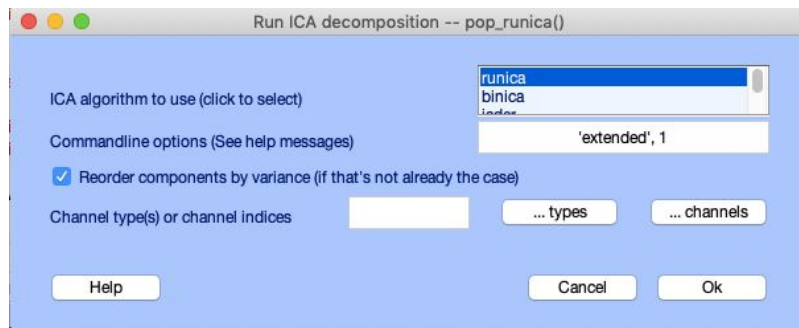 Run ICA decomposition -- pop_runica()
runica
ICA algorithm to use (click to select)
binica
Commandline options (See help messages)
'extended', 1
Reorder components by variance (if that's not already the case)
Channel type(s) or channel indices
... types
... channels
Help
Cancel
Ok